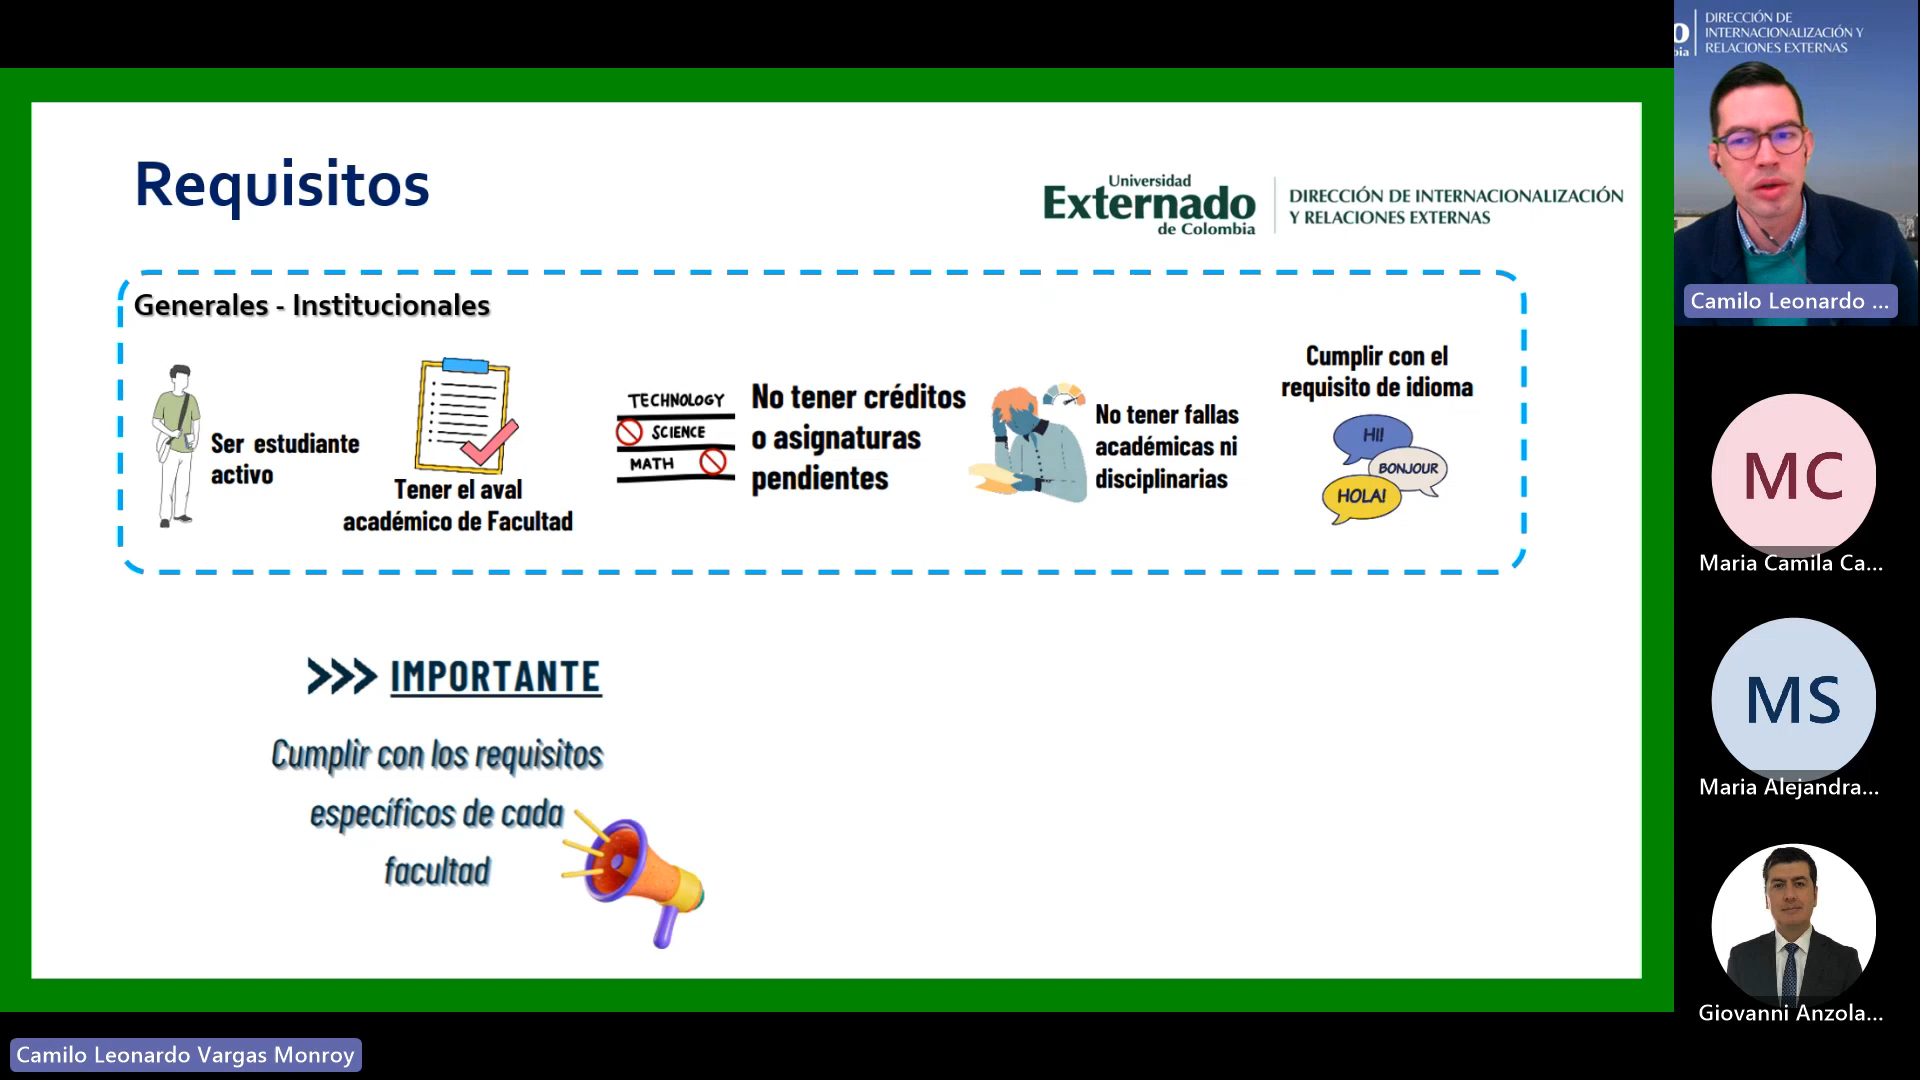 Requisitos
Universidad
Externado
de Colombia
DIRECCIÓN DE INTERNACIONALIZACIÓN
Y RELACIONES EXTERNAS
Generales - Institucionales
Ser estudiante
activo
Tener el aval
académico de Facultad
TECHNOLOGY
SCIENCE
MATH
No tener créditos
o asignaturas
pendientes
No tener fallas
académicas ni
disciplinarias
Cumplir con el
requisito de idioma
HI!
BONJOUR
HOLA!
>>> IMPORTANTE
Cumplir con los requisitos
específicos de cada
facultad
DIRECCIÓN DE
INTERNACIONALIZACIÓN Y
RELACIONES EXTERNAS
Camilo Leonardo ...
MC
Maria Camila Ca...
MS
Maria Alejandra...
Giovanni Anzola...
Camilo Leonardo Vargas Monroy